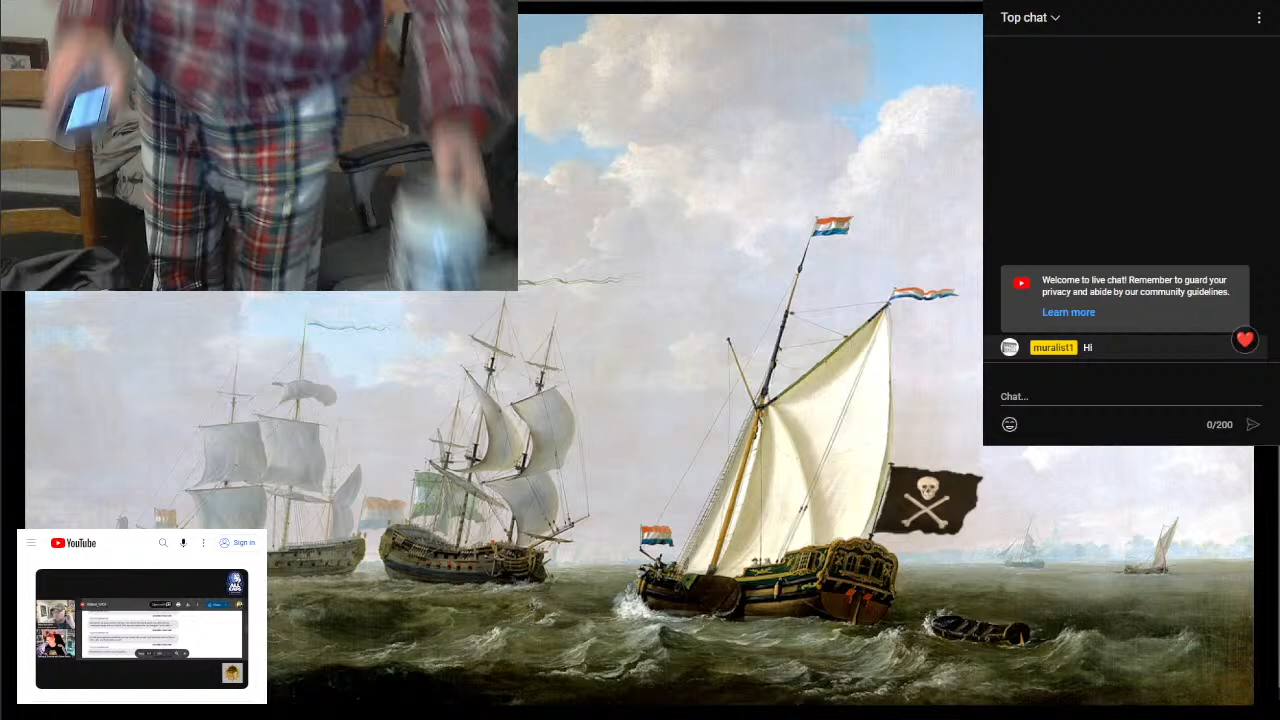 Top chat
Welcome to live chat! Remember to guard your
privacy and abide by our community guidelines.
Learn more
muralist1 Hi
Chat...
0/200
YouTube
Sign in